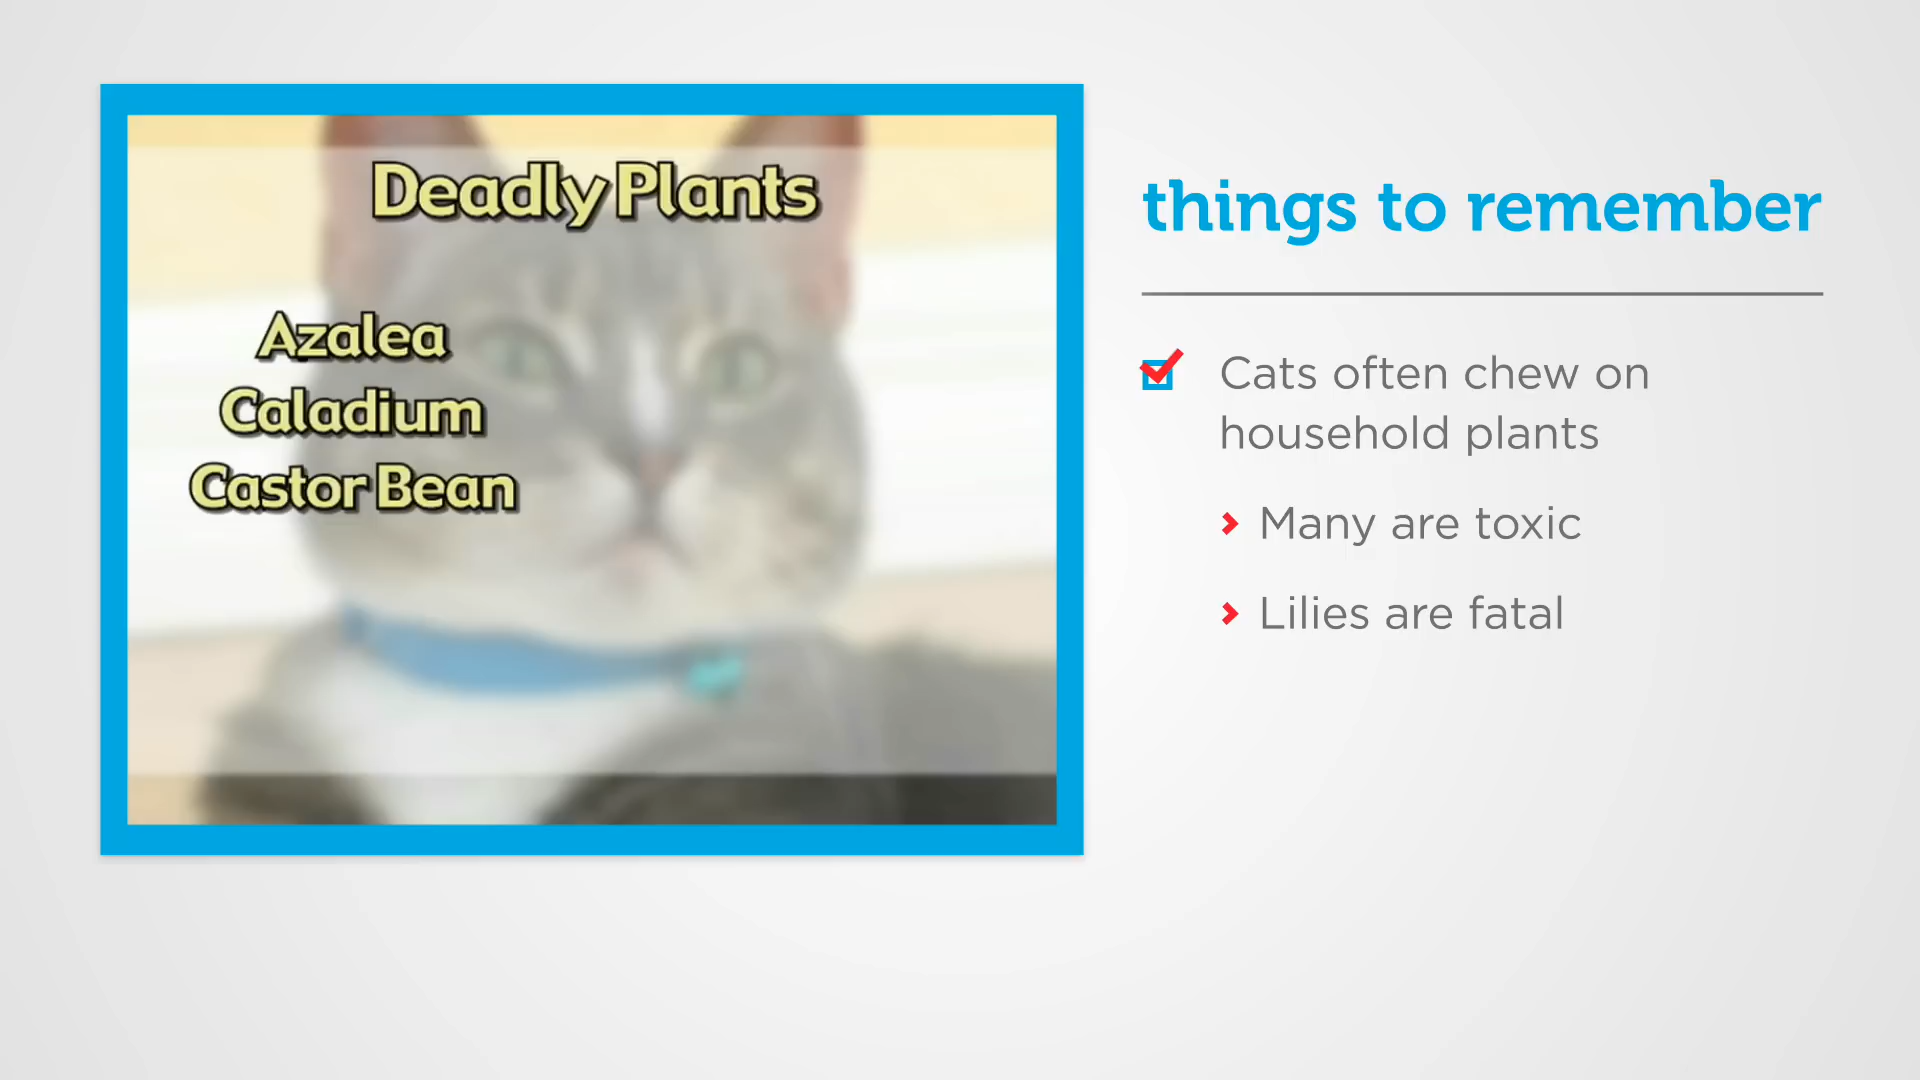 Deadly Plants
Azalea
Caladium
Castor Bean
things to remember
Cats often chew on
household plants
Many are toxic
Lilies are fatal